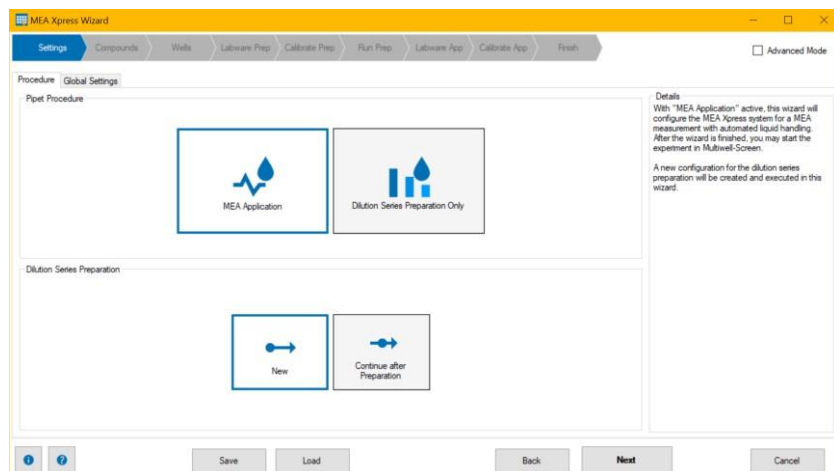 MEA Xpress Wizard
Settings
Compounds
Wells
Labware Prep
Calibrate Prep
Run Prep
Labware App
Calibrate App
Finish
Advanced Mode
Procedure
Global Settings
Pipet Procedure
MEA Application
Dilution Series Preparation Only
Dilution Series Preparation
New
Continue after
Preparation
Details
With "MEA Application" active, this wizard will
configure the MEA Xpress system for a MEA
measurement with automated liquid handling.
After the wizard is finished, you may start the
experiment in Multiwell-Screen.
A new configuration for the dilution series
preparation will be created and executed in this
wizard.
Save
Load
Back
Next
Cancel